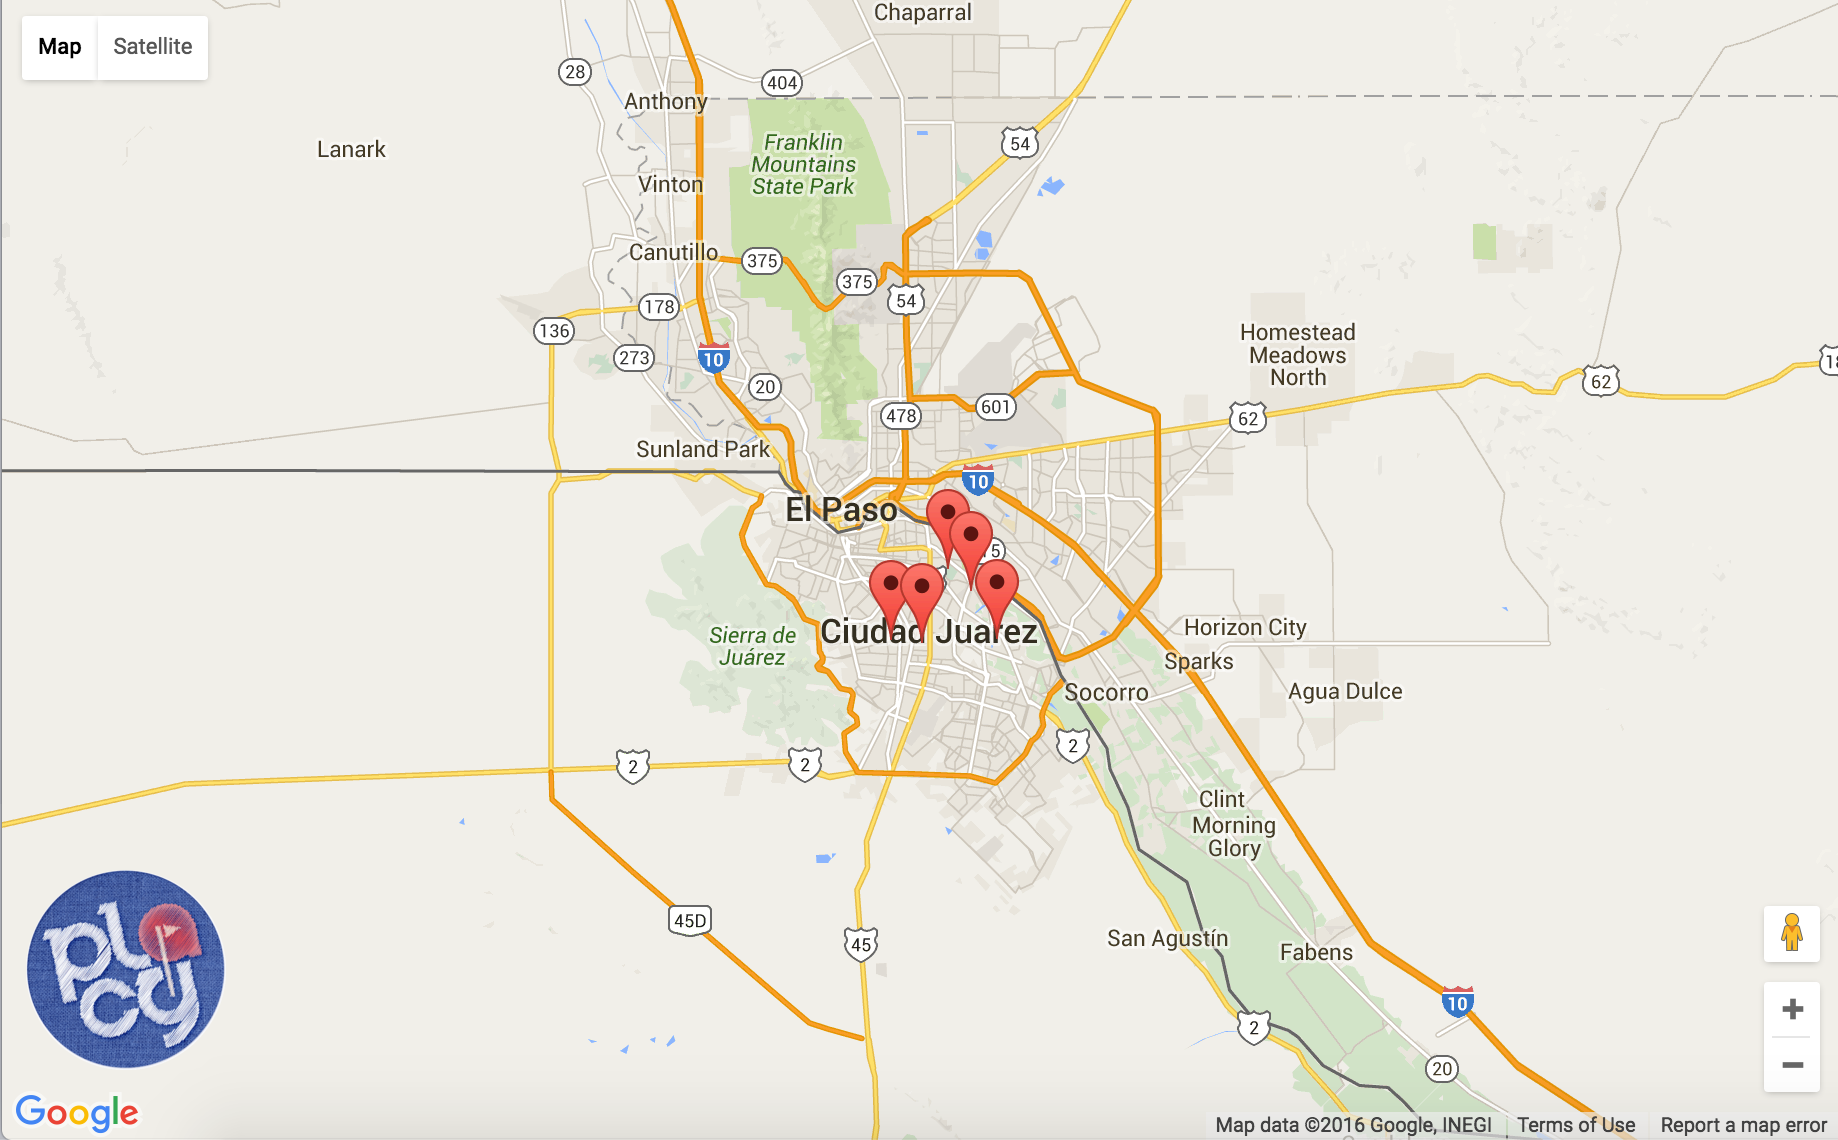 Chaparral
Map
Satellite
28
404
Anthony
54
Franklin
Mountains
State Park
Lanark
Vinton
Canutillo
375
375
54
178
136
273
10
Homestead
Meadows
North
62
20
478
601
62
Sunland Park
10
El Paso
Ciudad Juarez
Sierra de
Juárez
Horizon City
Sparks
Socorro
Agua Dulce
2
2
2
Clint
Morning
Glory
45D
45
San Agustín
Fabens
10
2
20
plcy
Google
Map data ©2016 Google, INEGI
Terms of Use
Report a map error